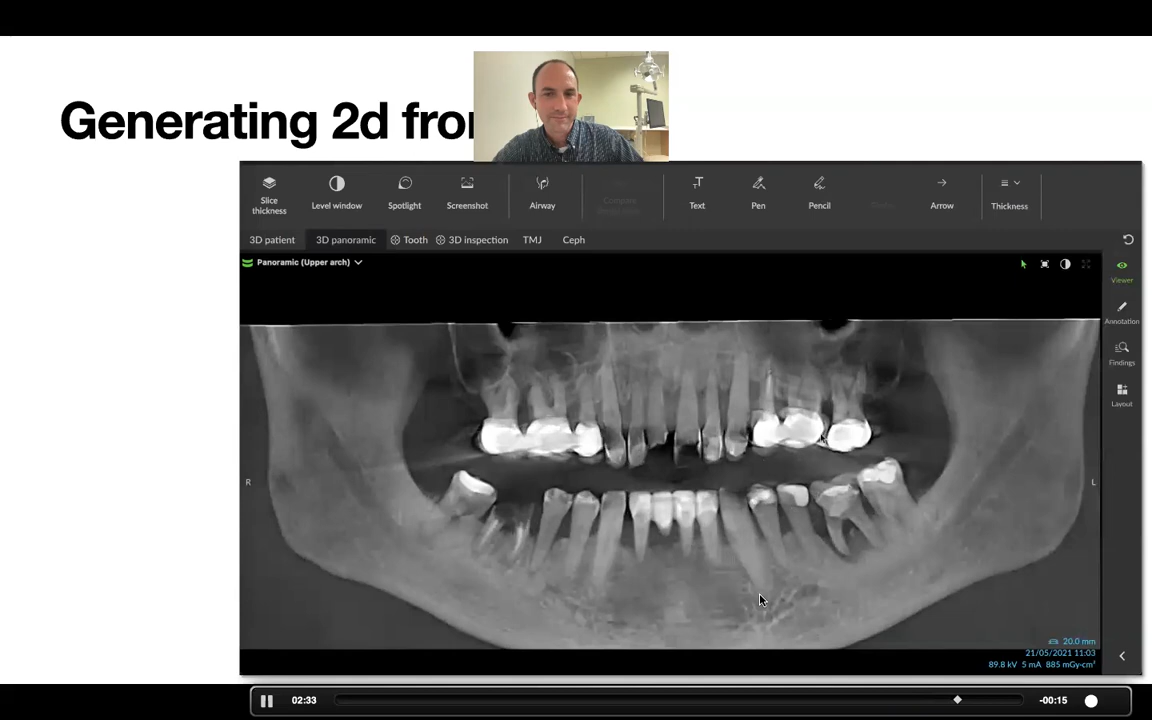 Generating 2d fro
Slice thickness
Level window
Spotlight
Screenshot
Airway
Text
Pen
Pencil
Arrow
Thickness
3D patient
3D panoramic
Tooth
3D inspection
TMJ
Ceph
Panoramic (Upper arch)
Viewer
Annotation
Findings
Layout
R
L
20.0 mm
21/05/2021 11:03
89.8 kV 5 mA 885 mGy·cm²
02:33
-00:15